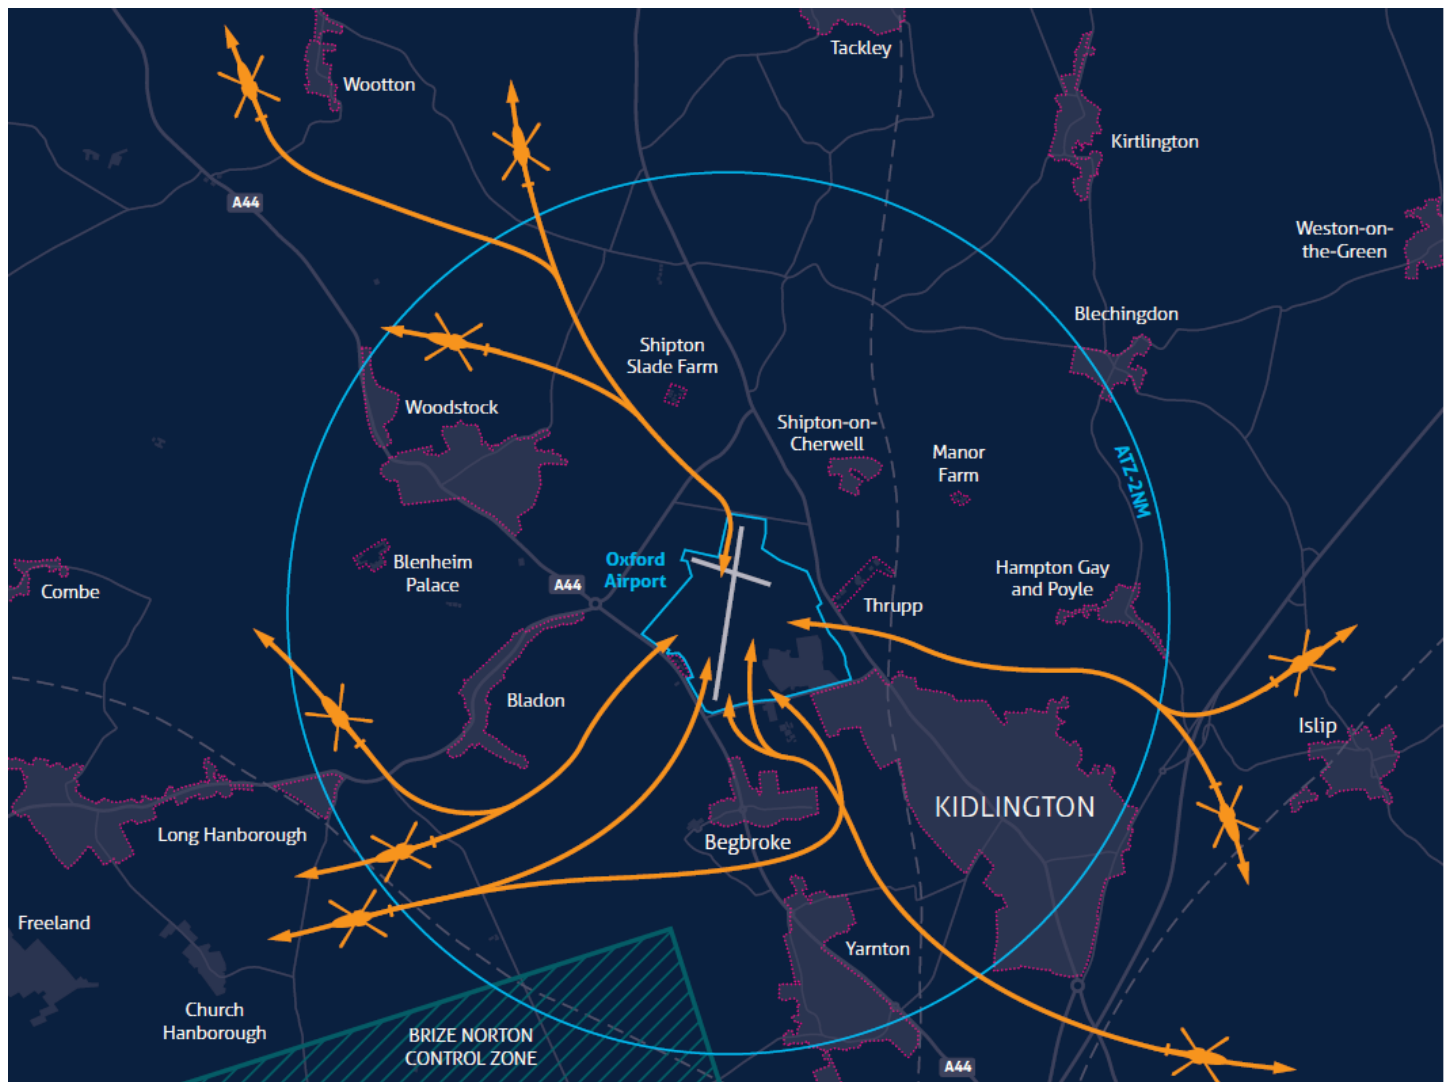 Tackley
Wootton
Kirtlington
A44
Weston-on-
the-Green
Blechingdon
Shipton
Slade Farm
Woodstock
Shipton-on-
Cherwell
Manor
Farm
ATZ-2NM
Blenheim
Palace
Oxford
Airport
A44
Combe
Hampton Gay
and Poyle
Thrupp
Bladon
Islip
KIDLINGTON
Long Hanborough
Begbroke
Freeland
Yarnton
Church
Hanborough
BRIZE NORTON
CONTROL ZONE
A44